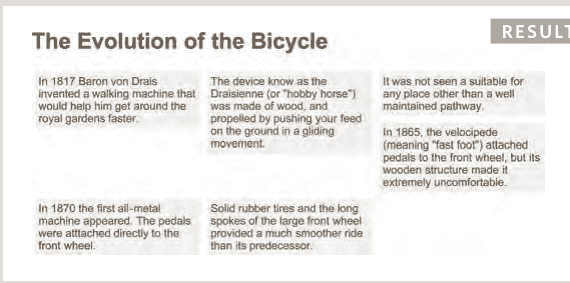 RESULT
The Evolution of the Bicycle
In 1817 Baron von Drais
invented a walking machine that
would help him get around the
royal gardens faster.
The device know as the
Draisienne (or "hobby horse")
was made of wood, and
propelled by pushing your feed
on the ground in a gliding
movement.
It was not seen a suitable for
any place other than a well
maintained pathway.
In 1865, the velocipede
(meaning "fast foot") attached
pedals to the front wheel, but its
wooden structure made it
extremely uncomfortable.
In 1870 the first all-metal
machine appeared. The pedals
were atttached directly to the
front wheel.
Solid rubber tires and the long
spokes of the large front wheel
provided a much smoother ride
than its predecessor.